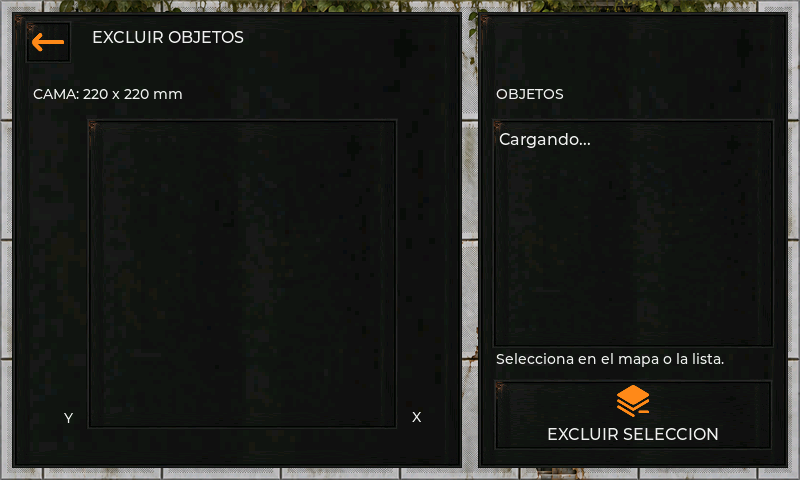 EXCLUIR OBJETOS
CAMA: 220 x 220 mm
Y
X
OBJETOS
Cargando...
Selecciona en el mapa o la lista.
EXCLUIR SELECCION